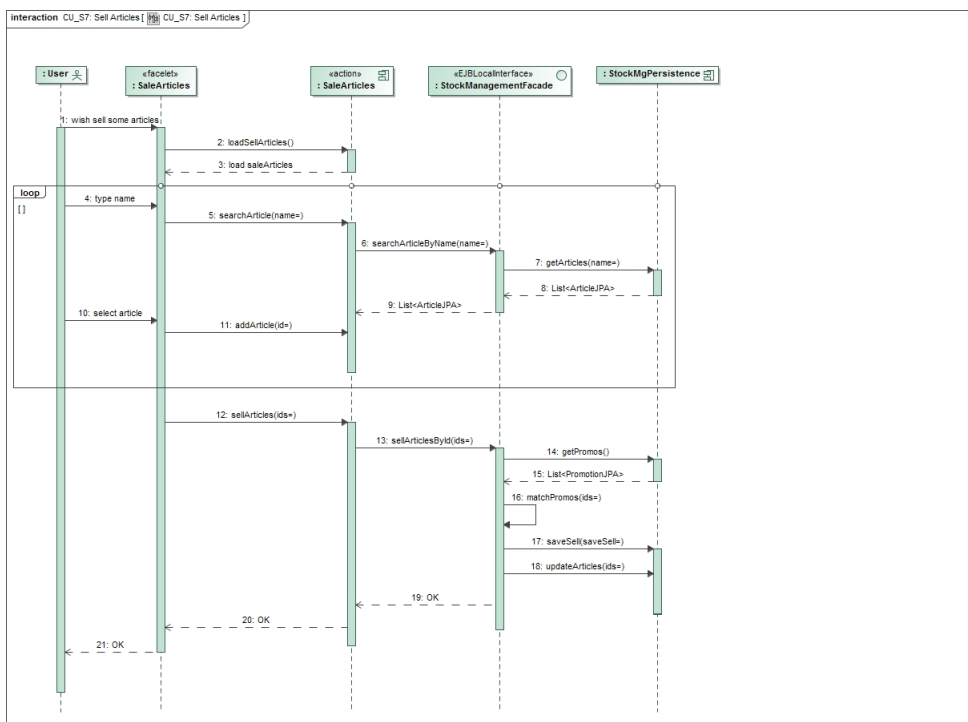 interaction CU_S7: Sell Articles [ CU_S7: Sell Articles ]
: User
«facelet»
: SaleArticles
«action»
: SaleArticles
«EJBLocalInterface»
: StockManagementFacade
: StockMgPersistence
1: wish sell some articles
2: loadSellArticles()
3: load saleArticles
loop
[ ]
4: type name
5: searchArticle(name=)
6: searchArticleByName(name=)
7: getArticles(name=)
8: List<ArticleJPA>
9: List<ArticleJPA>
10: select article
11: addArticle(id=)
12: sellArticles(ids=)
13: sellArticlesById(ids=)
14: getPromos()
15: List<PromotionJPA>
16: matchPromos(ids=)
17: saveSell(saveSell=)
18: updateArticles(ids=)
19: OK
20: OK
21: OK